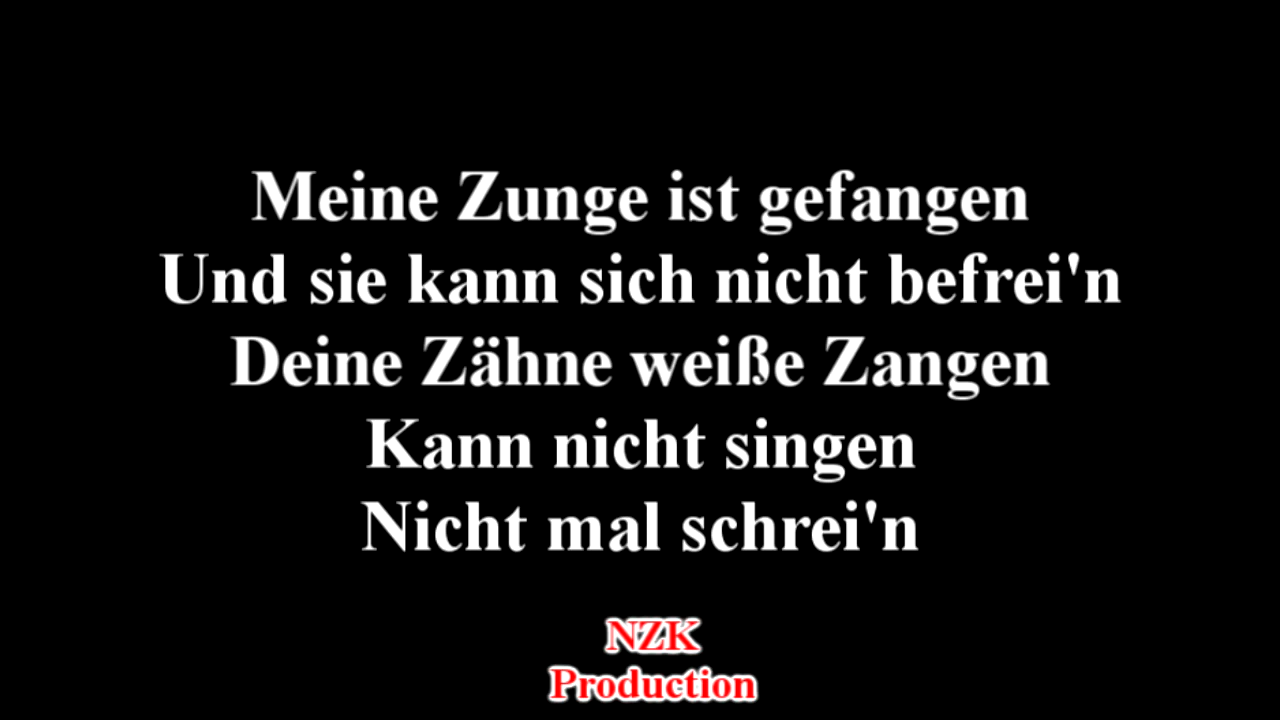 Meine Zunge ist gefangen
Und sie kann sich nicht befrei'n
Deine Zähne weiße Zangen
Kann nicht singen
Nicht mal schrei'n
NZK
Production